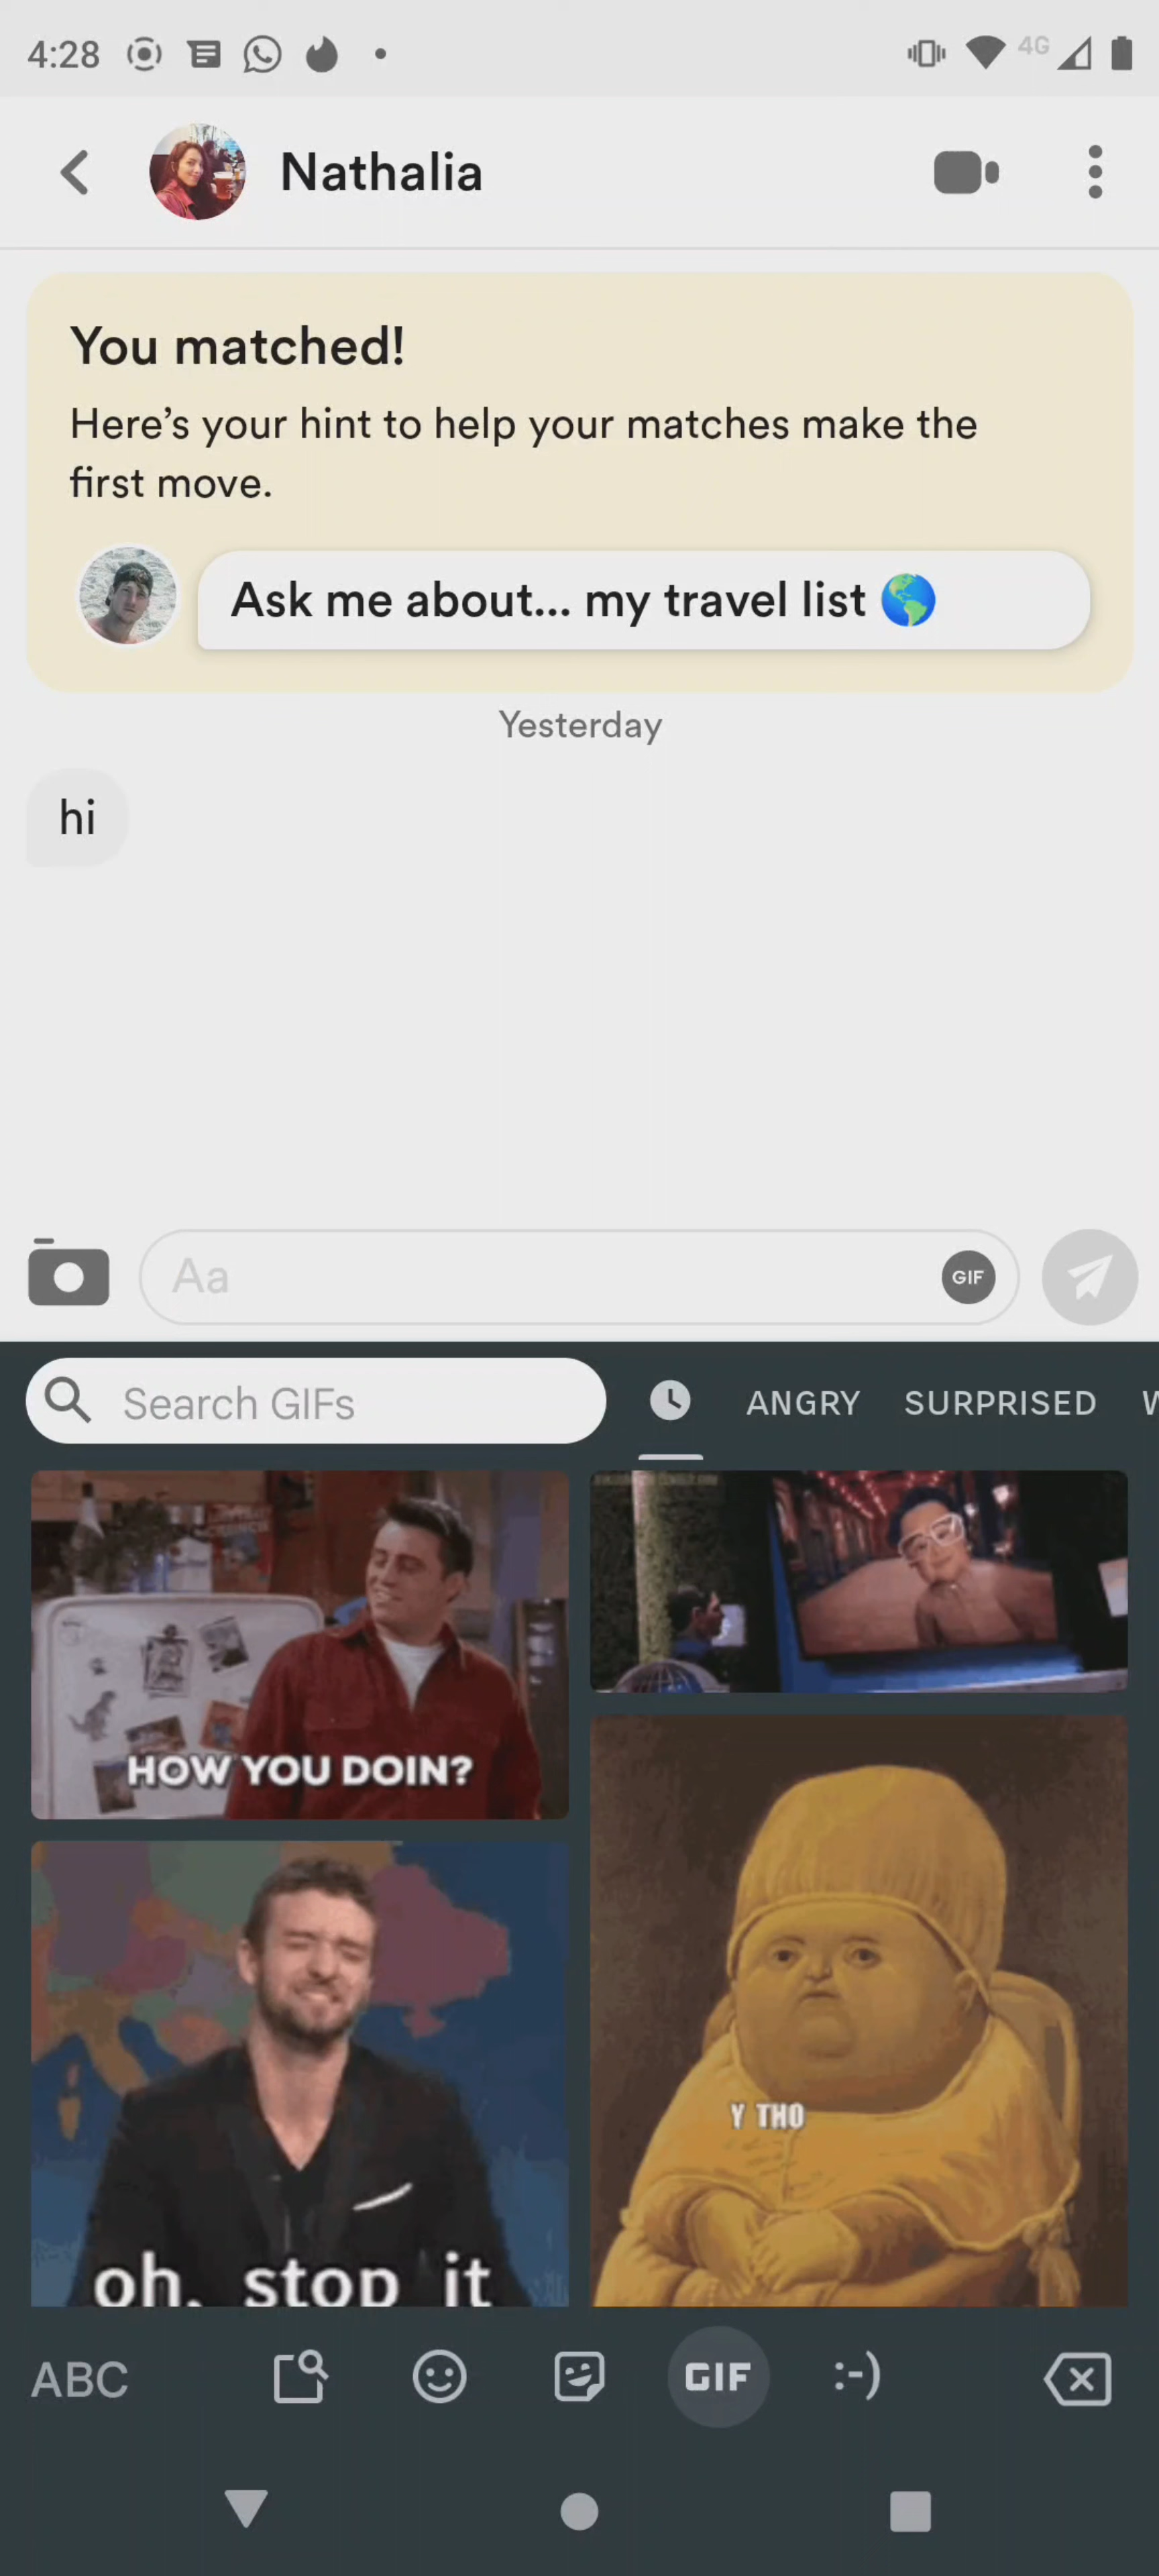 4:28
4G
Nathalia
You matched!
Here’s your hint to help your matches make the
first move.
Ask me about... my travel list
Yesterday
hi
Aa
GIF
Search GIFs
ANGRY
SURPRISED
HOW YOU DOIN?
Y THO
oh, stop it
ABC
GIF
:-)